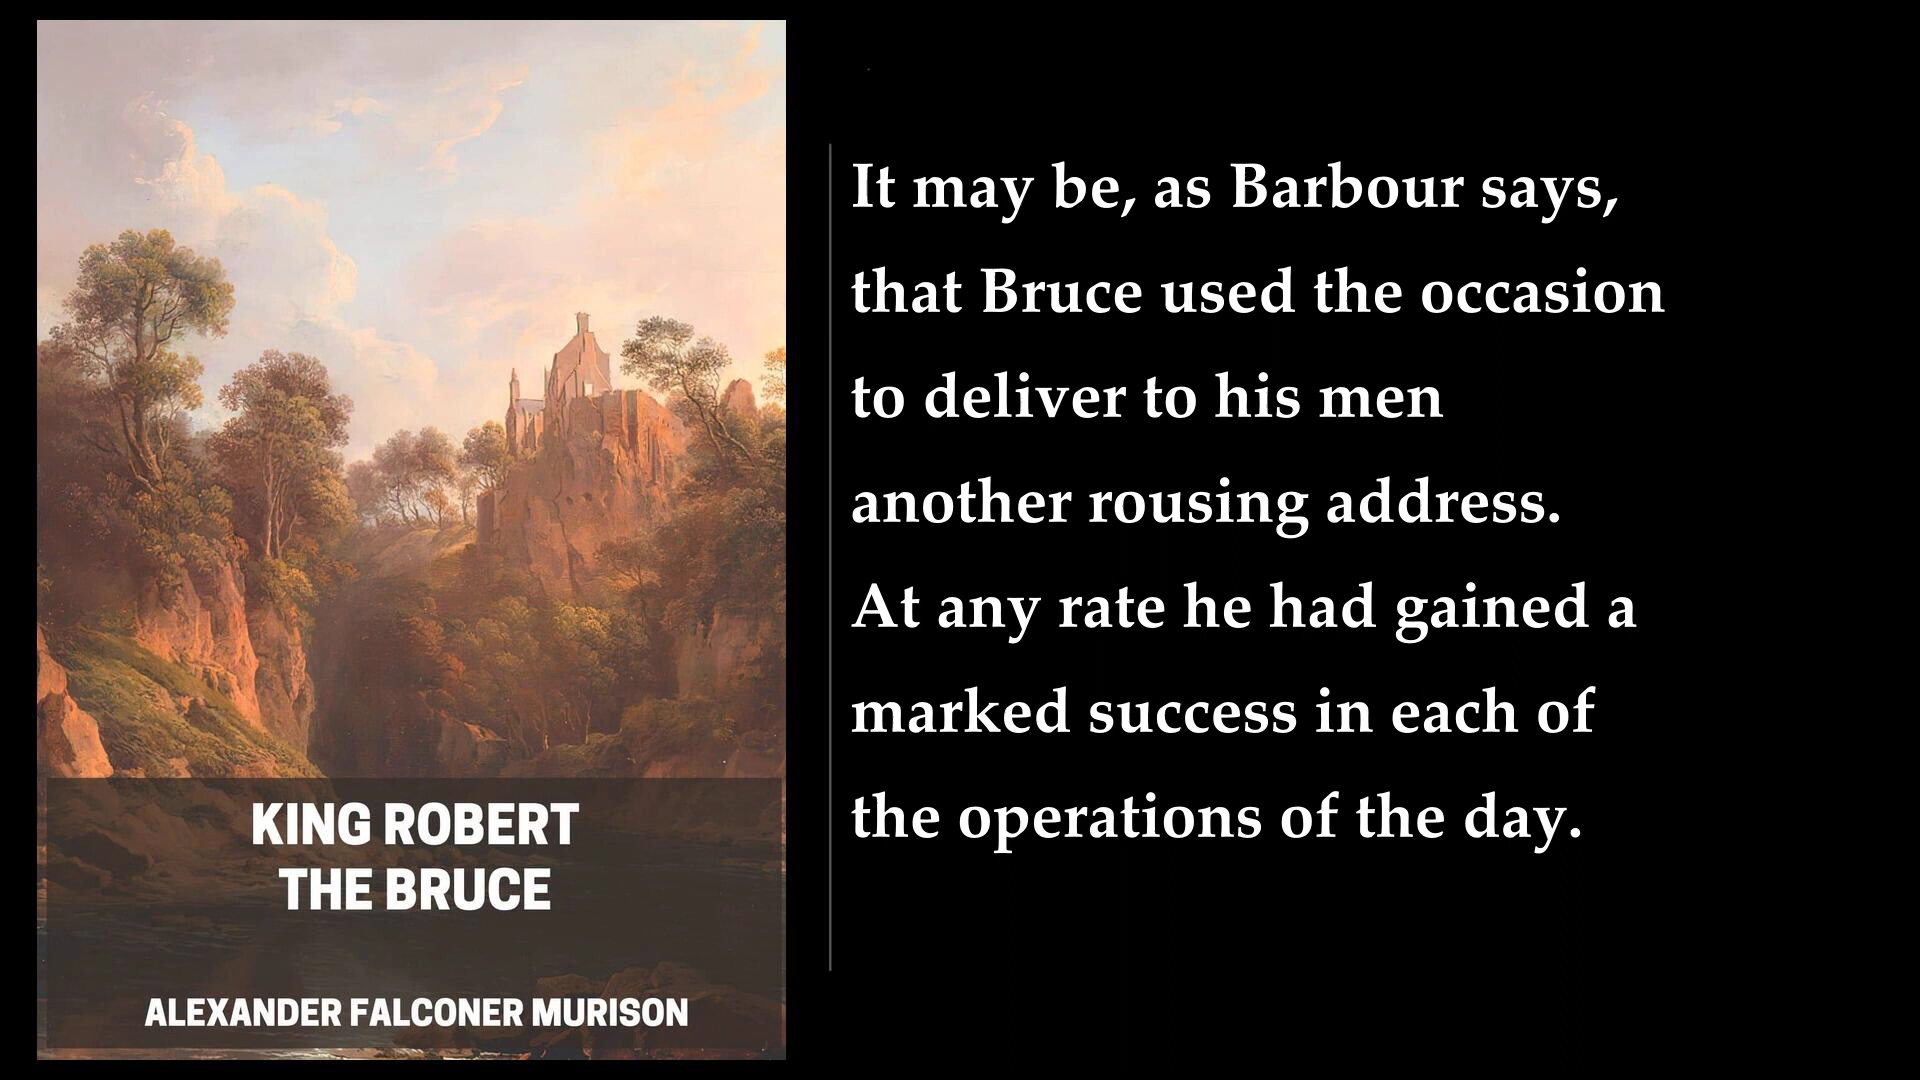 KING ROBERT
THE BRUCE
ALEXANDER FALCONER MURISON
It may be, as Barbour says,
that Bruce used the occasion
to deliver to his men
another rousing address.
At any rate he had gained a
marked success in each of
the operations of the day.